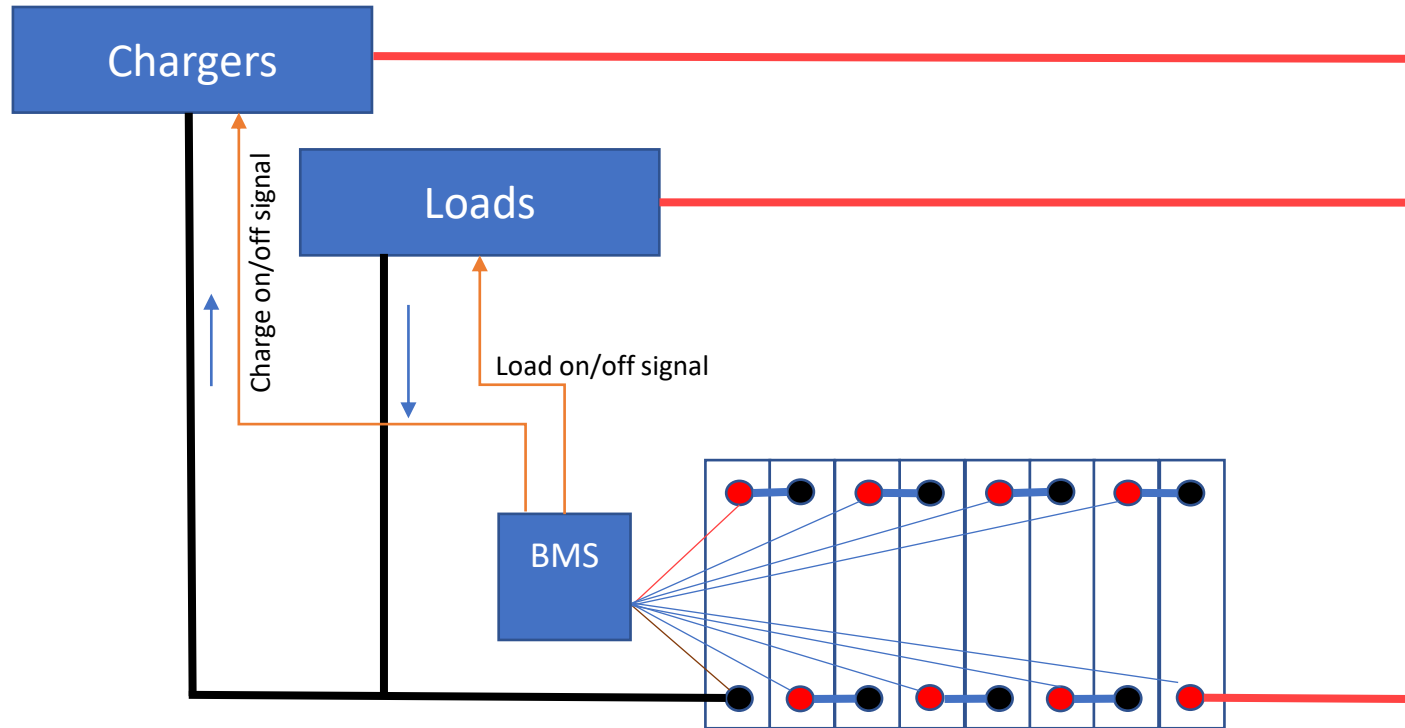 Chargers
Loads
Charge on/off signal
Load on/off signal
BMS